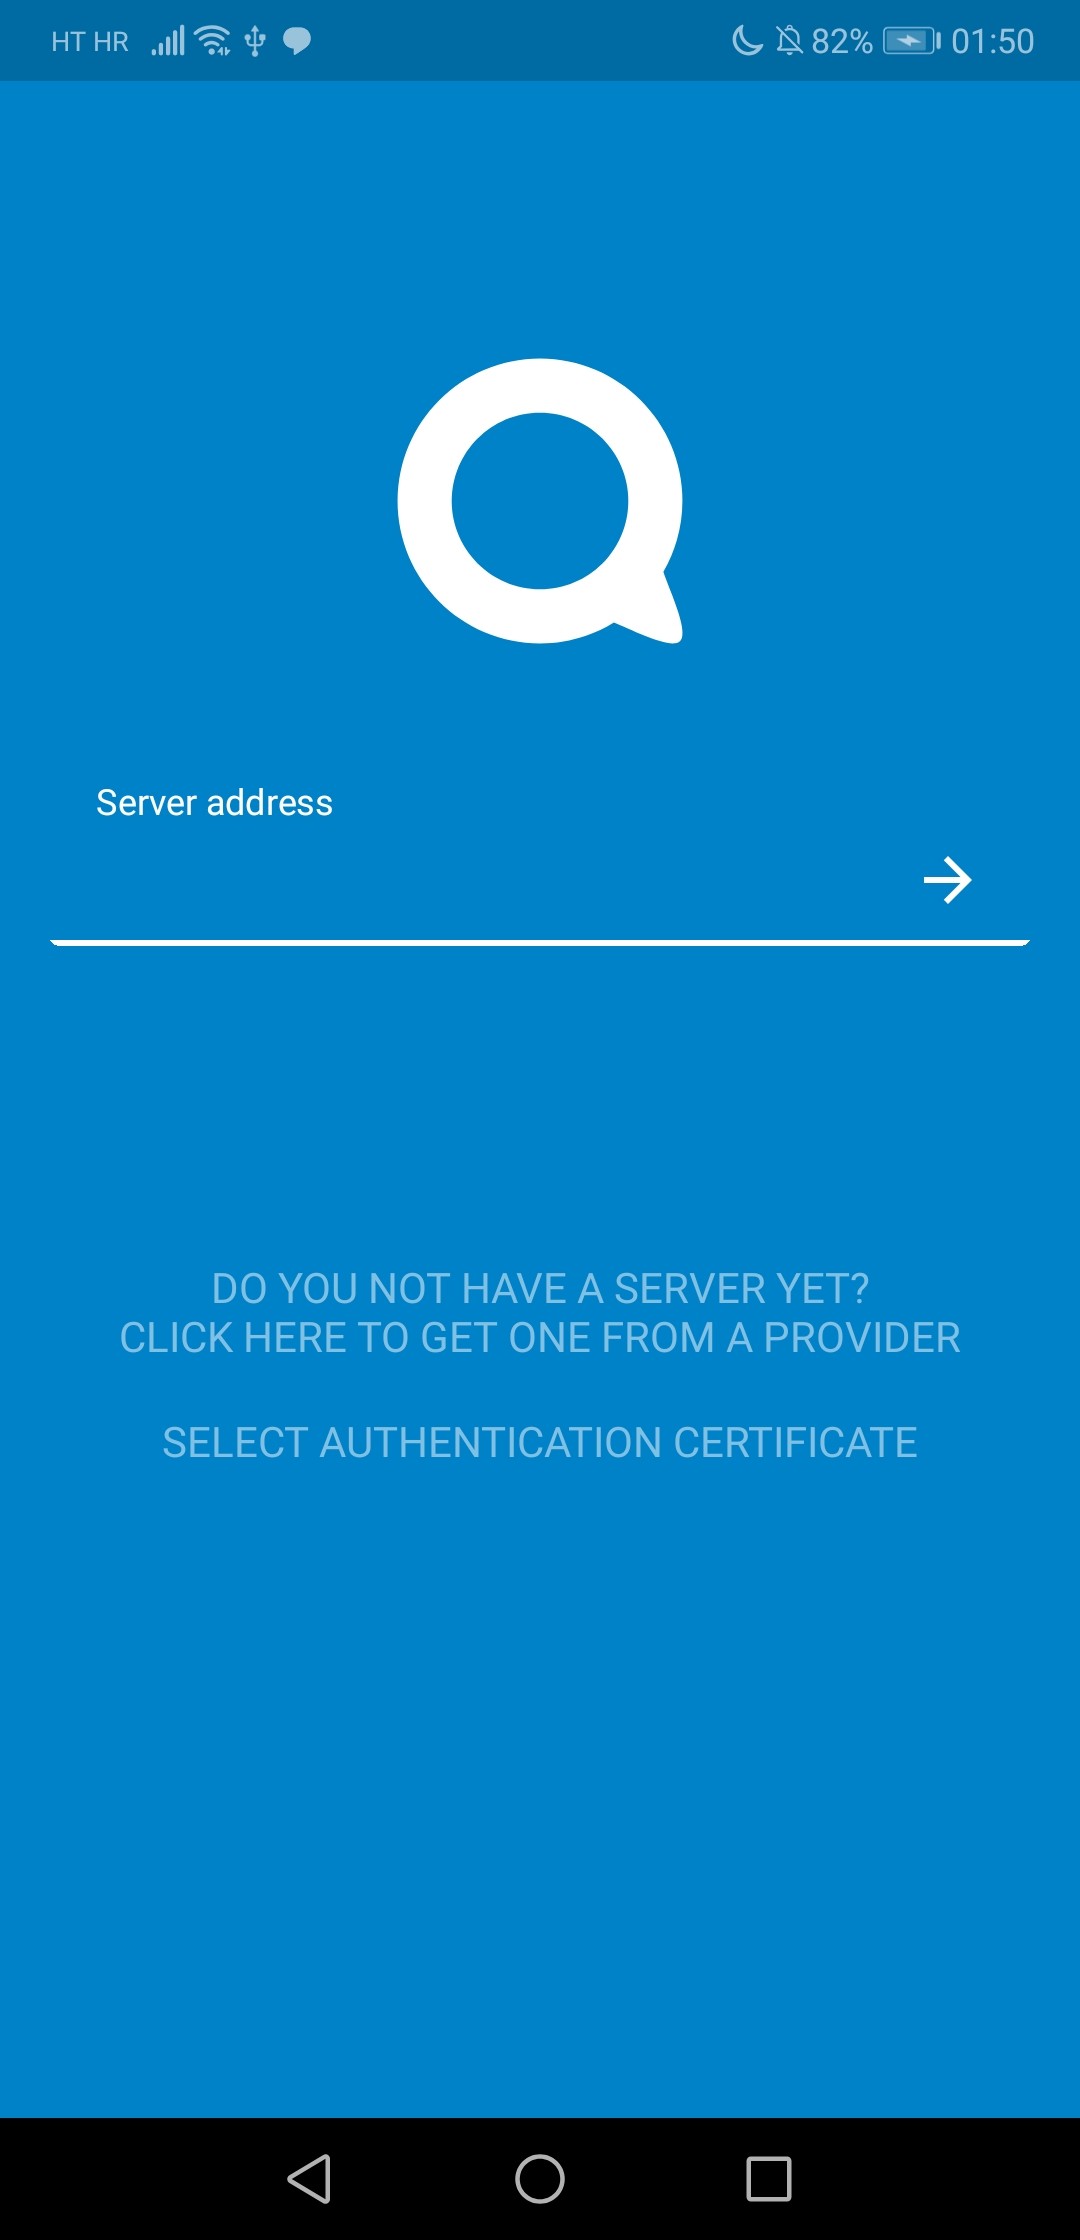 HT HR 82% 01:50
Server address
DO YOU NOT HAVE A SERVER YET?
CLICK HERE TO GET ONE FROM A PROVIDER
SELECT AUTHENTICATION CERTIFICATE